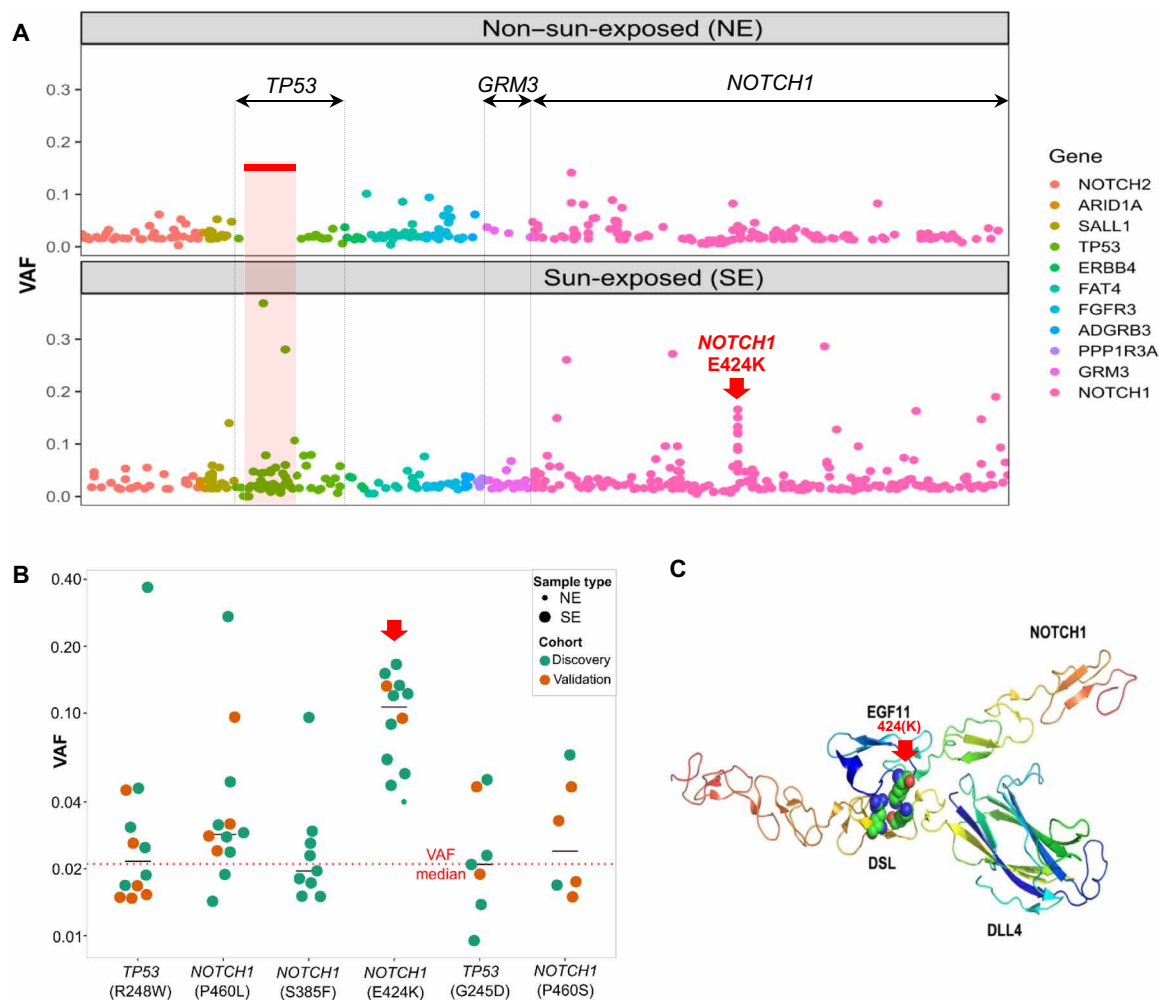 A
Non-sun-exposed (NE)
TP53
GRM3
NOTCH1
0.3
0.2
0.1
0.0
VAF
Sun-exposed (SE)
0.3
0.2
0.1
0.0
NOTCH1
E424K
Gene
NOTCH2
ARID1A
SALL1
TP53
ERBB4
FAT4
FGFR3
ADGRB3
PPP1R3A
GRM3
NOTCH1
B
0.40
0.20
0.10
0.04
0.02
0.01
VAF
Sample type
NE
SE
Cohort
Discovery
Validation
VAF
median
TP53
(R248W)
NOTCH1
(P460L)
NOTCH1
(S385F)
NOTCH1
(E424K)
TP53
(G245D)
NOTCH1
(P460S)
C
NOTCH1
EGF11
424(K)
DSL
DLL4